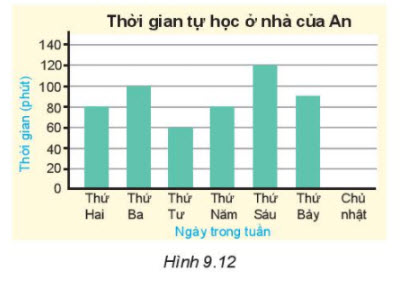 Thời gian tự học ở nhà của An
Thời gian (phút)
140
120
100
80
60
40
20
0
Thứ Hai
Thứ Ba
Thứ Tư
Thứ Năm
Thứ Sáu
Thứ Bảy
Chủ nhật
Ngày trong tuần
Hình 9.12